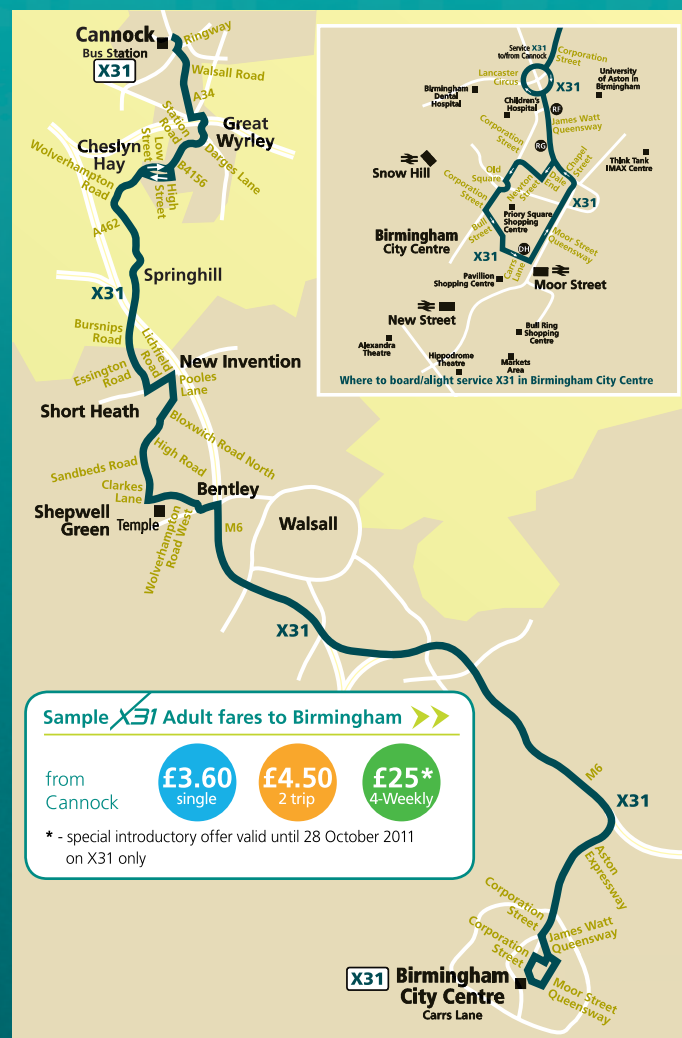 Cannock
Bus Station
X31
Ringway
Walsall Road
A34
Station
Road
Great
Wyrley
Cheslyn
Hay
Low
Street
High
Street
B4156
Darges Lane
Wolverhampton
Road
A462
Springhill
X31
Bursnips
Road
Lichfield
Road
New Invention
Essington
Road
Pooles
Lane
Short Heath
Bloxwich Road North
High Road
Sandbeds Road
Clarkes
Lane
Bentley
Shepwell
Green
Temple
Wolverhampton
Road West
M6
Walsall
X31
M6
X31
Aston
Expressway
Corporation
Street
James Watt
Queensway
Corporation
Street
Moor Street
Queensway
X31
Birmingham
City Centre
Carrs Lane
Service X31
to/from Cannock
Corporation
Street
Lancaster
Circus
X31
University
of Aston in
Birmingham
Birmingham
Dental
Hospital
Children's
Hospital
RF
James Watt
Queensway
Corporation
Street
RG
Snow Hill
Old
Square
Newton
Street
Dale
End
Chapel
Street
Think Tank
IMAX Centre
X31
Corporation
Street
Bull
Street
Priory Square
Shopping
Centre
Birmingham
City Centre
X31
DH
Moor Street
Queensway
Carrs
Lane
Pavillion
Shopping Centre
Moor Street
New Street
Bull Ring
Shopping
Centre
Alexandra
Theatre
Hippodrome
Theatre
Markets
Area
Where to board/alight service X31 in Birmingham City Centre
Sample X31 Adult fares to Birmingham
from
Cannock
£3.60
single
£4.50
2 trip
£25*
4-Weekly
* - special introductory offer valid until 28 October 2011
on X31 only